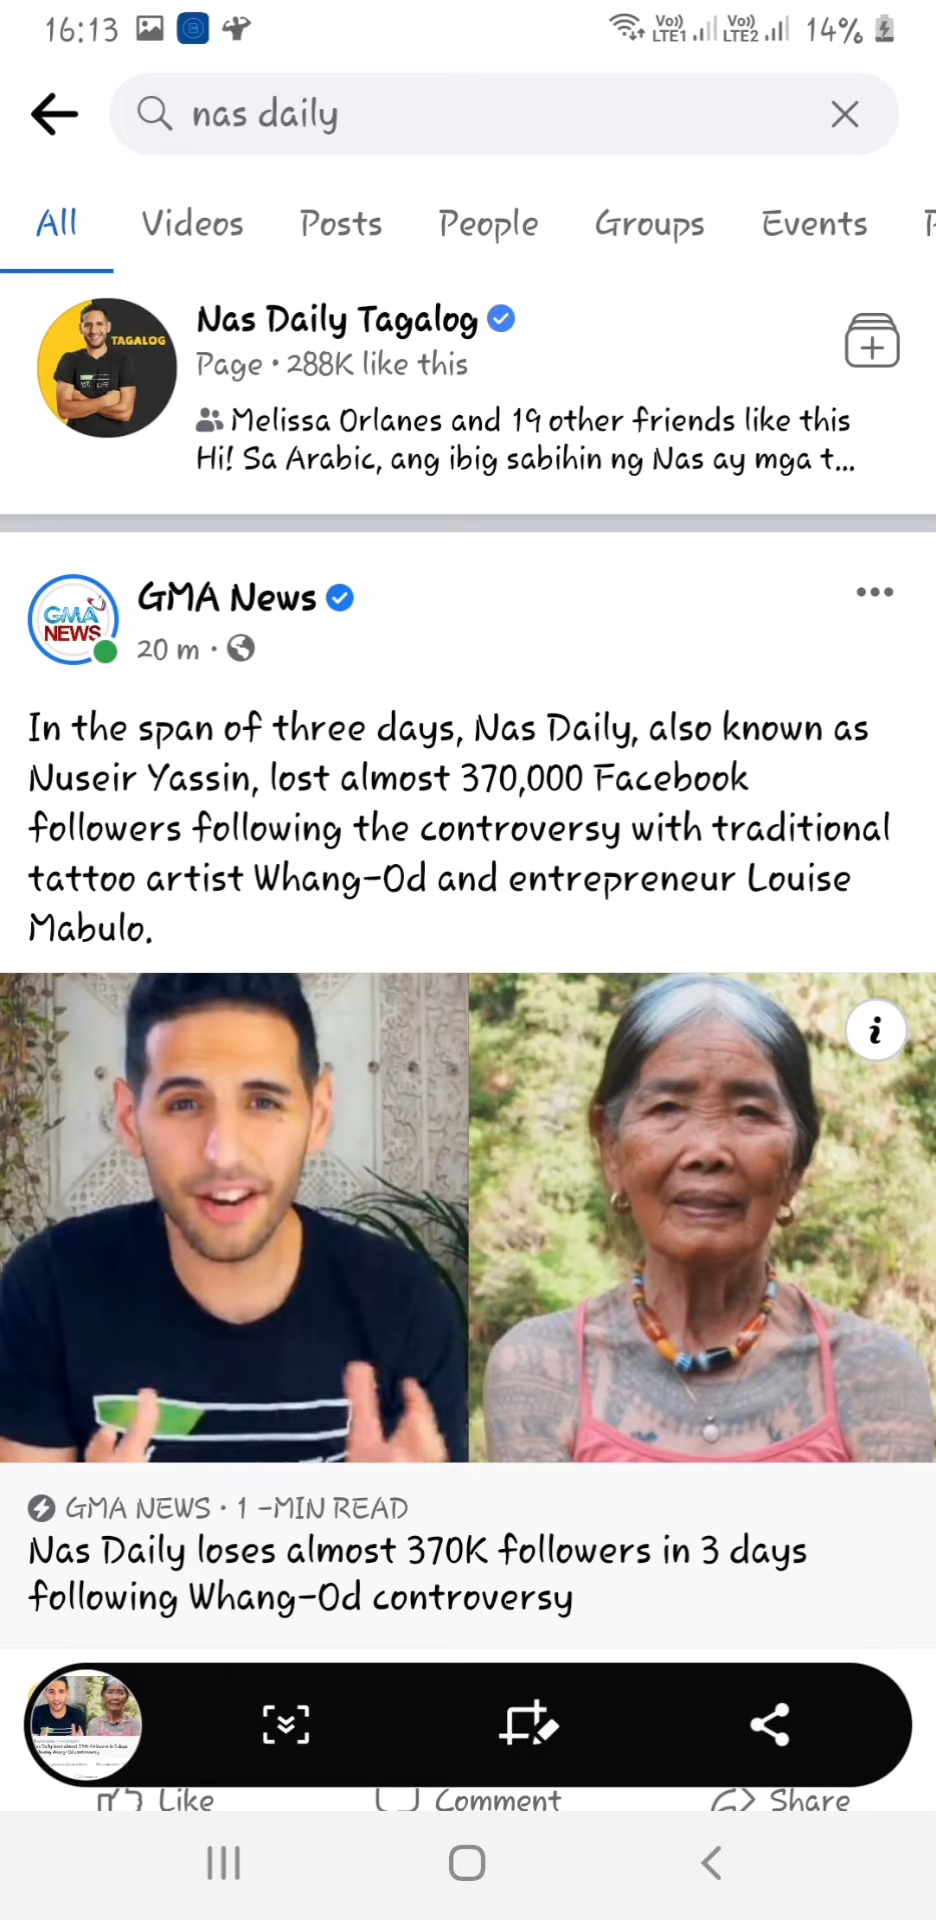 16:13 Vo)) LTE1 Vo)) LTE2 14%
nas daily
All Videos Posts People Groups Events
TAGALOG
Nas Daily Tagalog
Page · 288K like this
Melissa Orlanes and 19 other friends like this
Hi! Sa Arabic, ang ibig sabihin ng Nas ay mga t...
GMA NEWS
GMA News
20 m ·
In the span of three days, Nas Daily, also known as
Nuseir Yassin, lost almost 370,000 Facebook
followers following the controversy with traditional
tattoo artist Whang-Od and entrepreneur Louise
Mabulo.
i
GMA NEWS · 1 -MIN READ
Nas Daily loses almost 370K followers in 3 days
following Whang-Od controversy
Like Comment Share